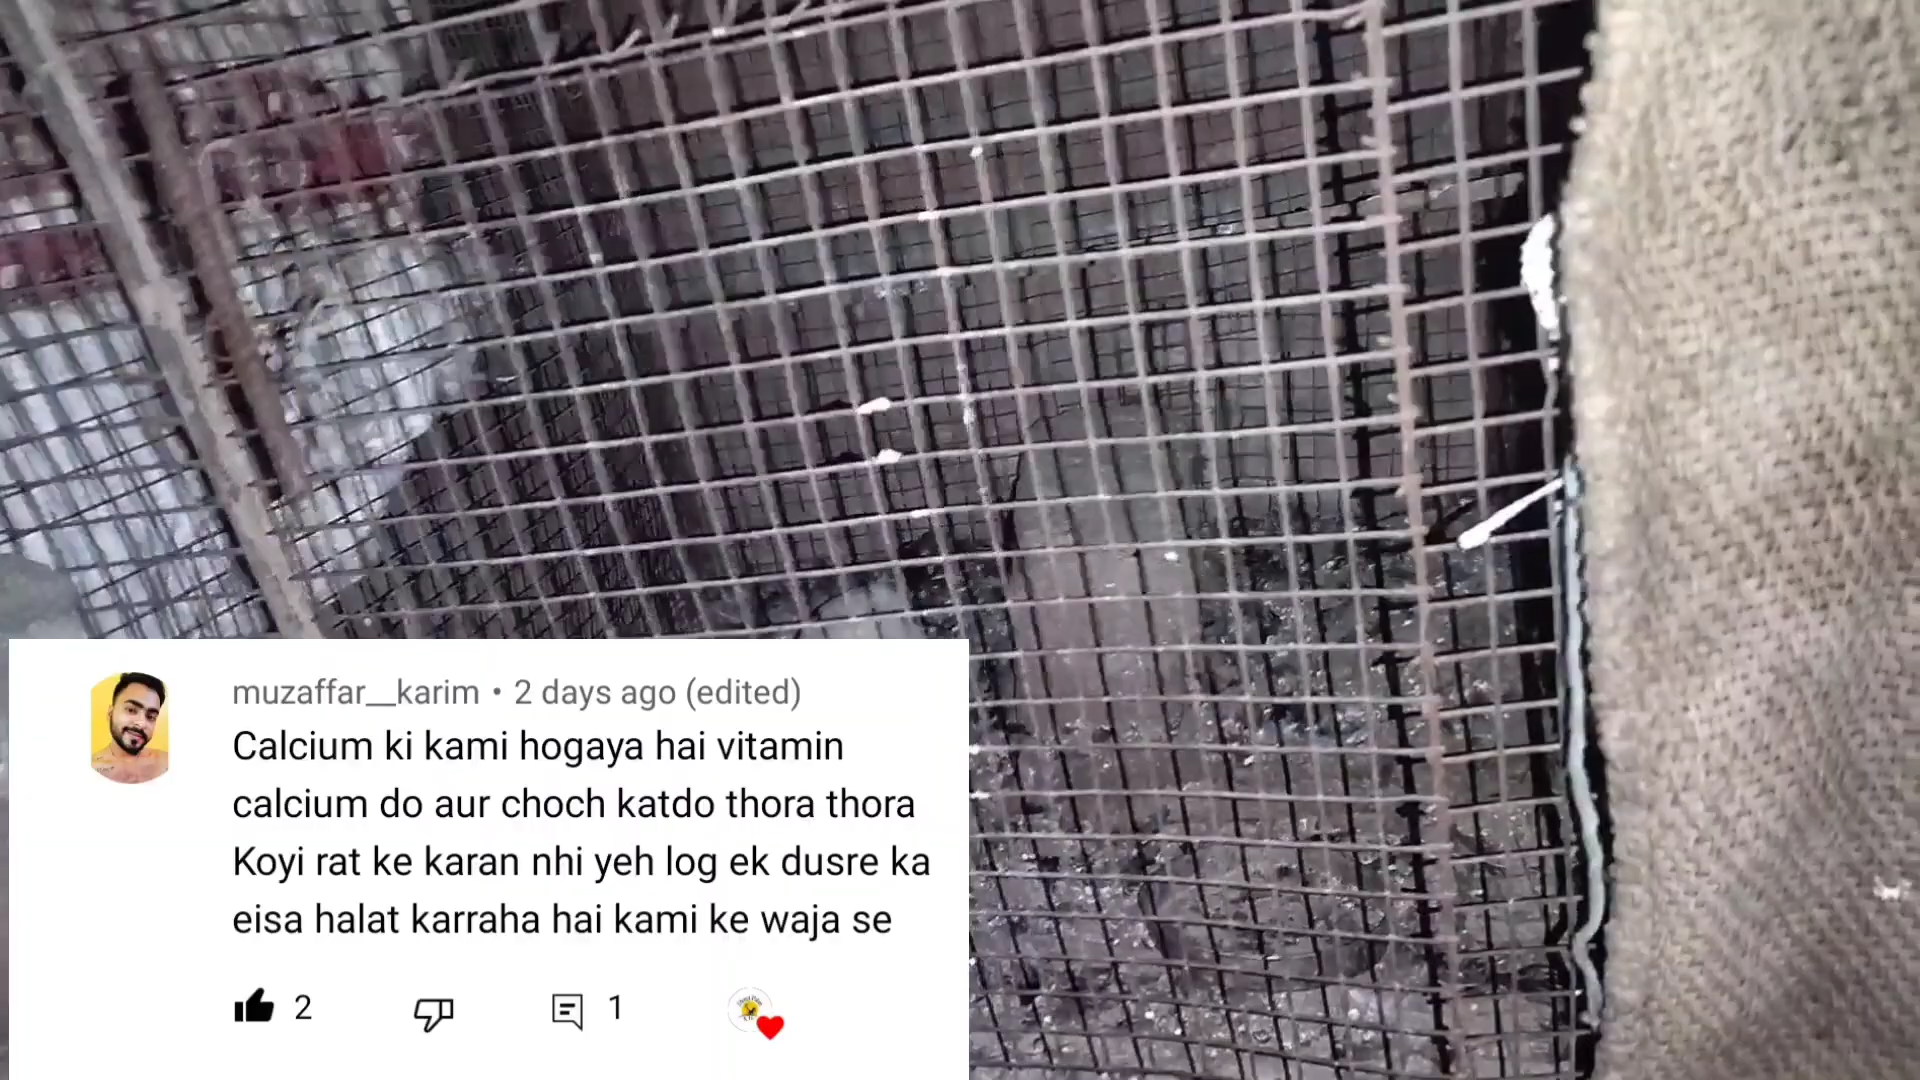 muzaffar__karim • 2 days ago (edited)
Calcium ki kami hogaya hai vitamin
calcium do aur choch katdo thora thora
Koyi rat ke karan nhi yeh log ek dusre ka
eisa halat karraha hai kami ke waja se
2 1